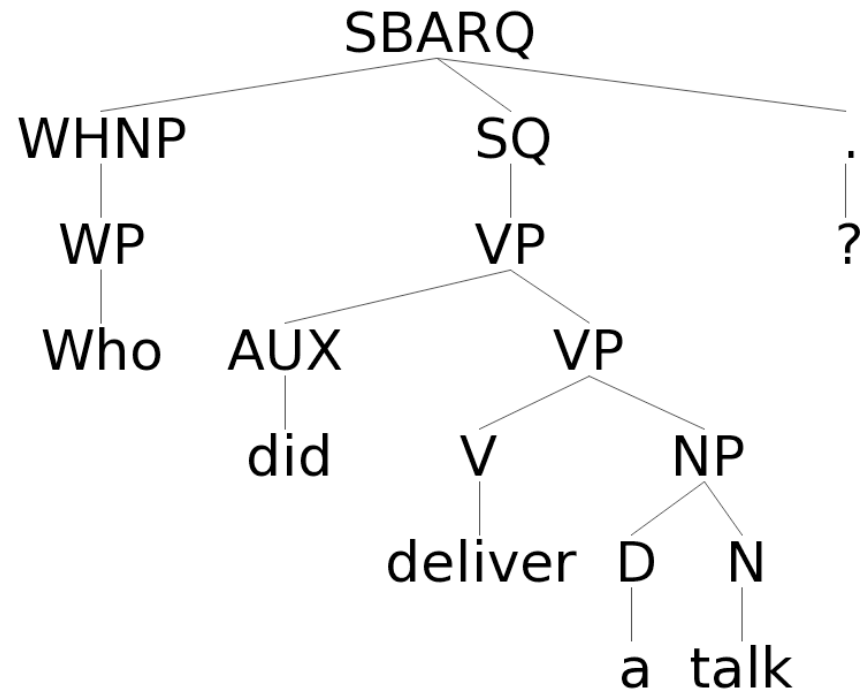 SBARQ
WHNP SQ .
WP VP ?
Who AUX VP
did V NP
deliver D N
a talk